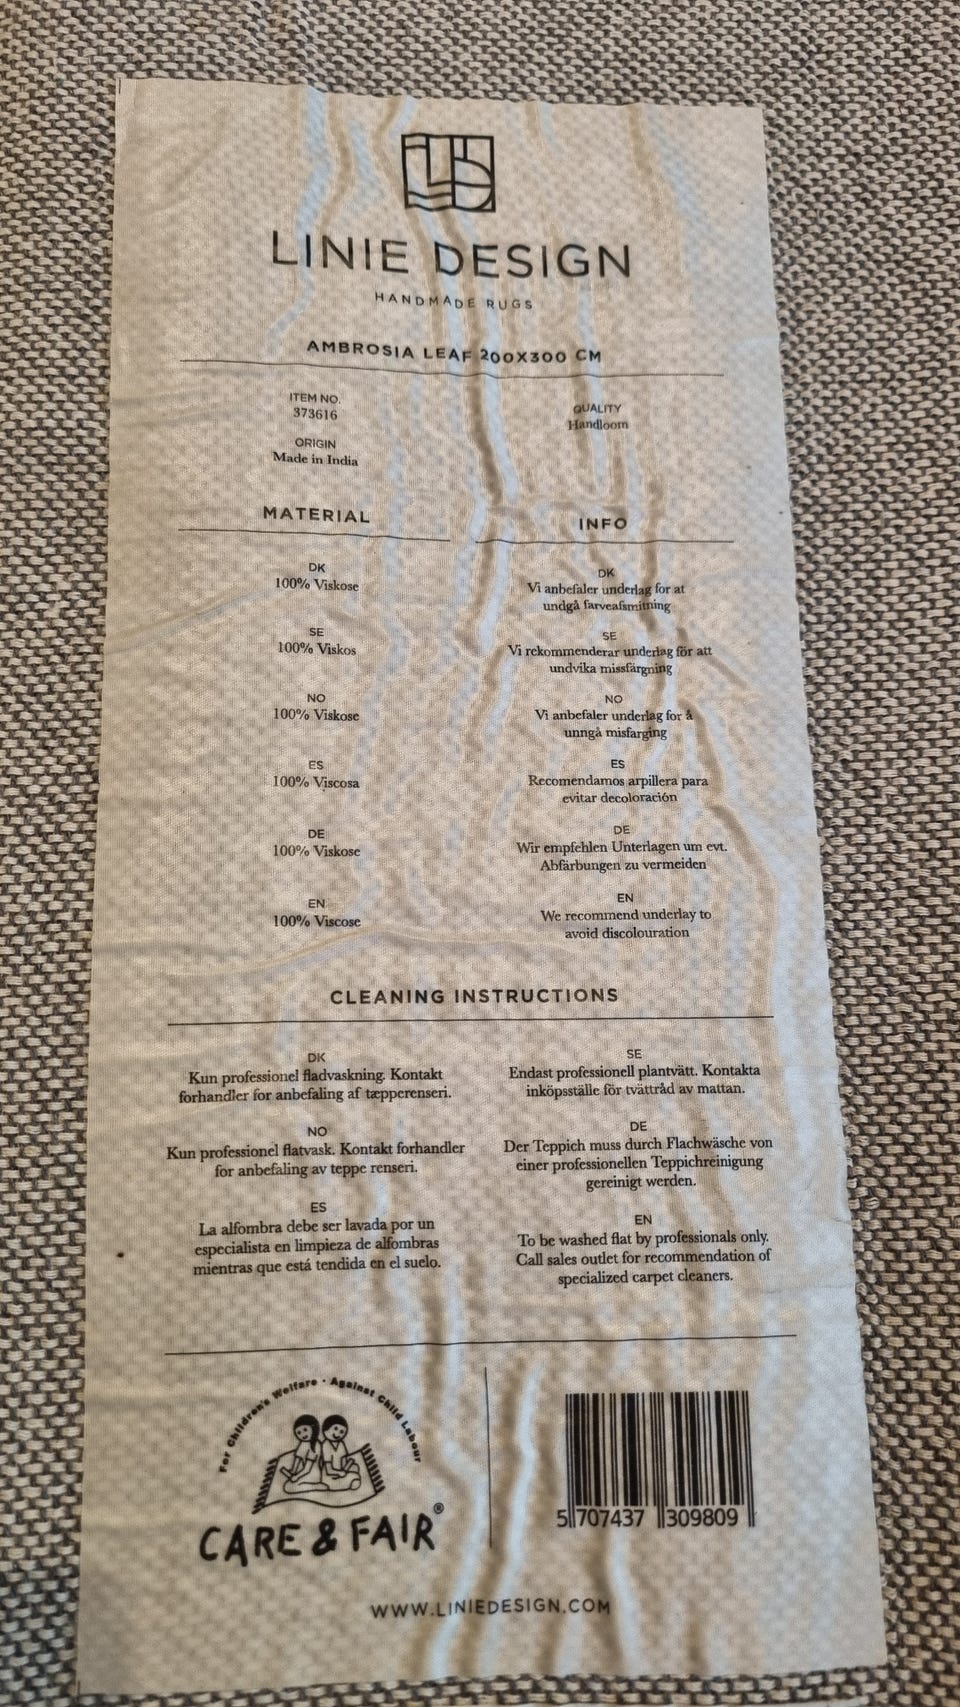 LINIE DESIGN
HANDMADE RUGS
AMBROSIA LEAF 200X300 CM
ITEM NO.
373616
ORIGIN
Made in India
QUALITY
Handloom
MATERIAL
DK
100% Viskose
SE
100% Viskos
NO
100% Viskose
ES
100% Viscosa
DE
100% Viskose
EN
100% Viscose
INFO
DK
Vi anbefaler underlag for at
undgå farveafsmitning
SE
Vi rekommenderar underlag för att
undvika missfärgning
NO
Vi anbefaler underlag for å
unngå misfarging
ES
Recomendamos arpillera para
evitar decoloración
DE
Wir empfehlen Unterlagen um evt.
Abfärbungen zu vermeiden
EN
We recommend underlay to
avoid discolouration
CLEANING INSTRUCTIONS
DK
Kun professionel fladvaskning. Kontakt
forhandler for anbefaling af tæpperenseri.
NO
Kun professionel flatvask. Kontakt forhandler
for anbefaling av teppe renseri.
ES
La alfombra debe ser lavada por un
especialista en limpieza de alfombras
mientras que está tendida en el suelo.
SE
Endast professionell plantvätt. Kontakta
inköpsställe för tvättråd av mattan.
DE
Der Teppich muss durch Flachwäsche von
einer professionellen Teppichreinigung
gereinigt werden.
EN
To be washed flat by professionals only.
Call sales outlet for recommendation of
specialized carpet cleaners.
For Children's Welfare · Against Child Labour
CARE & FAIR®
5 707437 309809
WWW.LINIEDESIGN.COM